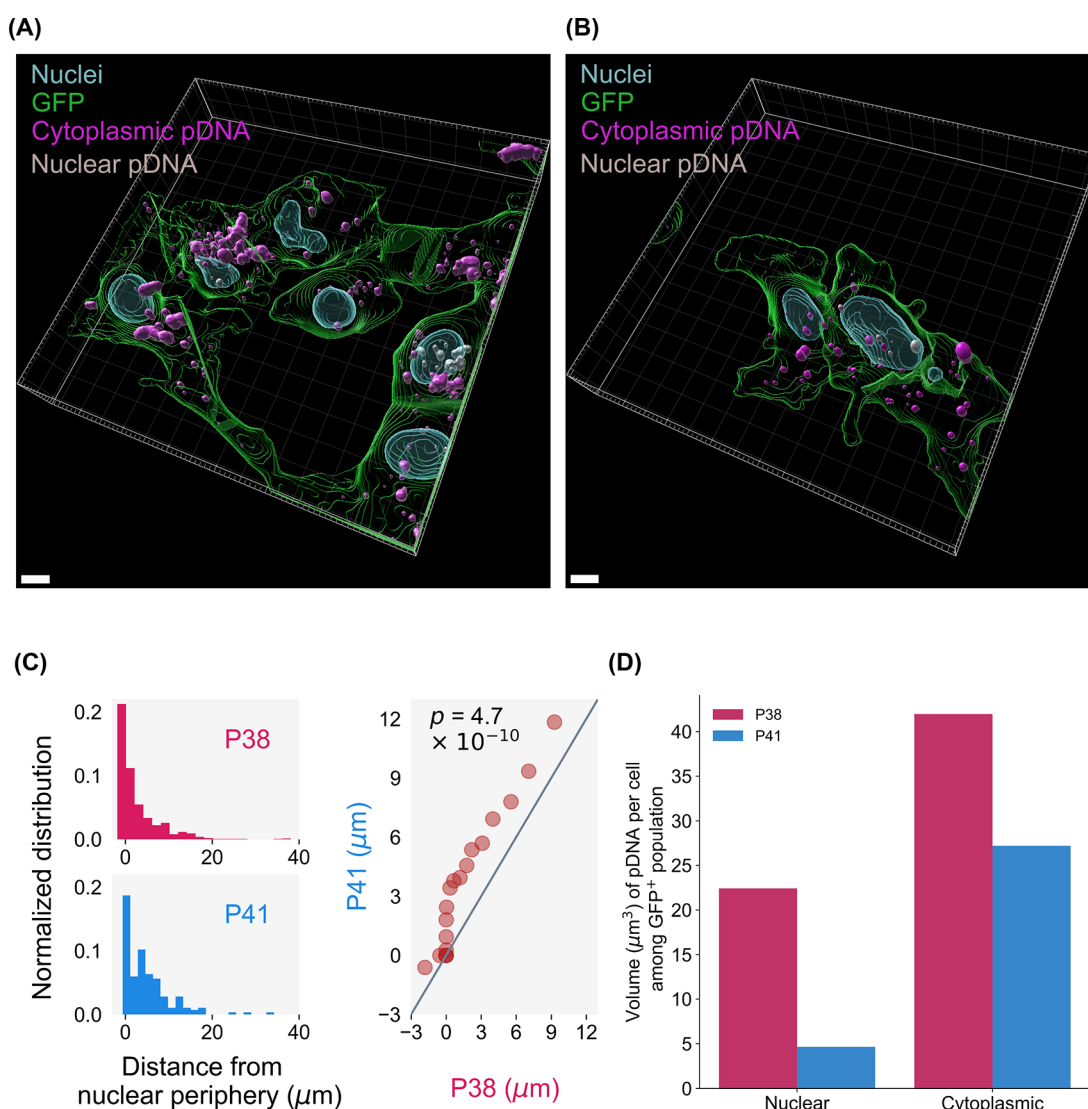 (A)
Nuclei
GFP
Cytoplasmic pDNA
Nuclear pDNA
(B)
Nuclei
GFP
Cytoplasmic pDNA
Nuclear pDNA
(C)
Normalized distribution
0.2
0.1
0.0
P38
0 20 40
0.2
0.1
0.0
P41
0 20 40
Distance from
nuclear periphery (μm)
P41 (μm)
12
9
6
3
0
−3
p = 4.7
× 10⁻¹⁰
−3 0 3 6 9 12
P38 (μm)
(D)
Volume (μm³) of pDNA per cell
among GFP⁺ population
40
35
30
25
20
15
10
5
0
P38
P41
Nuclear Cytoplasmic